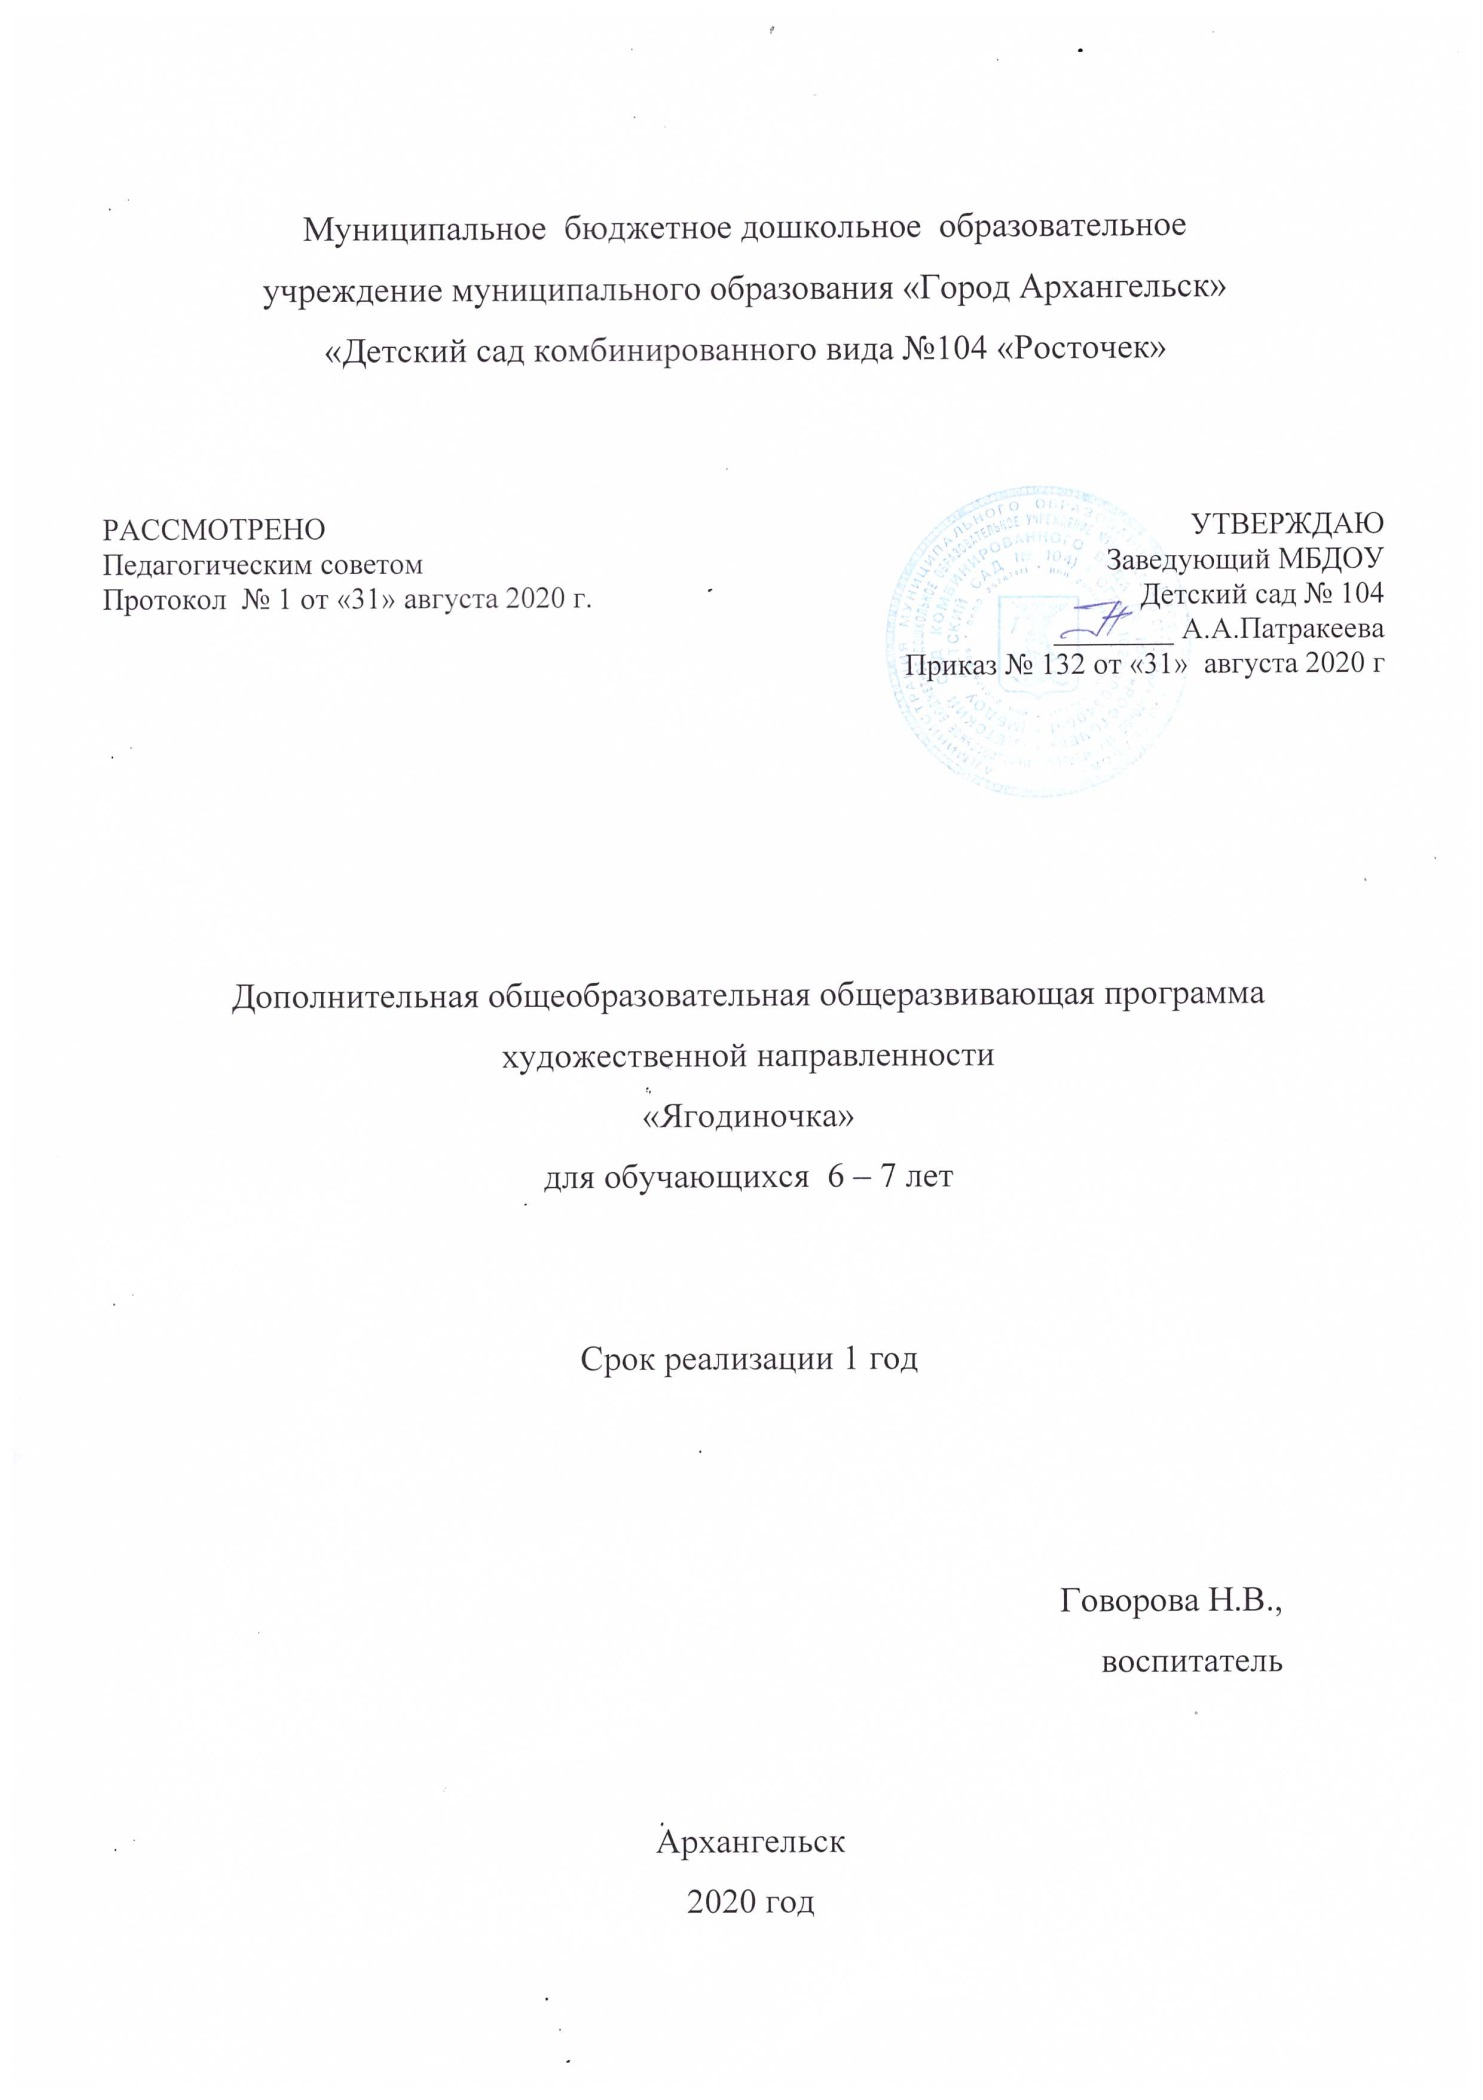 Муниципальное бюджетное дошкольное образовательное
учреждение муниципального образования «Город Архангельск»
«Детский сад комбинированного вида №104 «Росточек»
РАССМОТРЕНО
Педагогическим советом
Протокол № 1 от «31» августа 2020 г.
УТВЕРЖДАЮ
Заведующий МБДОУ
Детский сад № 104
________ А.А.Патракеева
Приказ № 132 от «31» августа 2020 г
Дополнительная общеобразовательная общеразвивающая программа
художественной направленности
«Ягодиночка»
для обучающихся 6 – 7 лет
Срок реализации 1 год
Говорова Н.В.,
воспитатель
Архангельск
2020 год